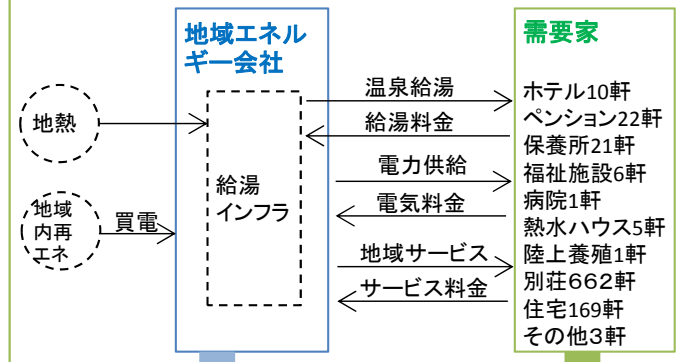 地域エネル
ギー会社
需要家
地熱
地域
内再
エネ
買電
給湯
インフラ
温泉給湯
給湯料金
電力供給
電気料金
地域サービス
サービス料金
ホテル10軒
ペンション22軒
保養所21軒
福祉施設6軒
病院1軒
熱水ハウス5軒
陸上養殖1軒
別荘662軒
住宅169軒
その他3軒